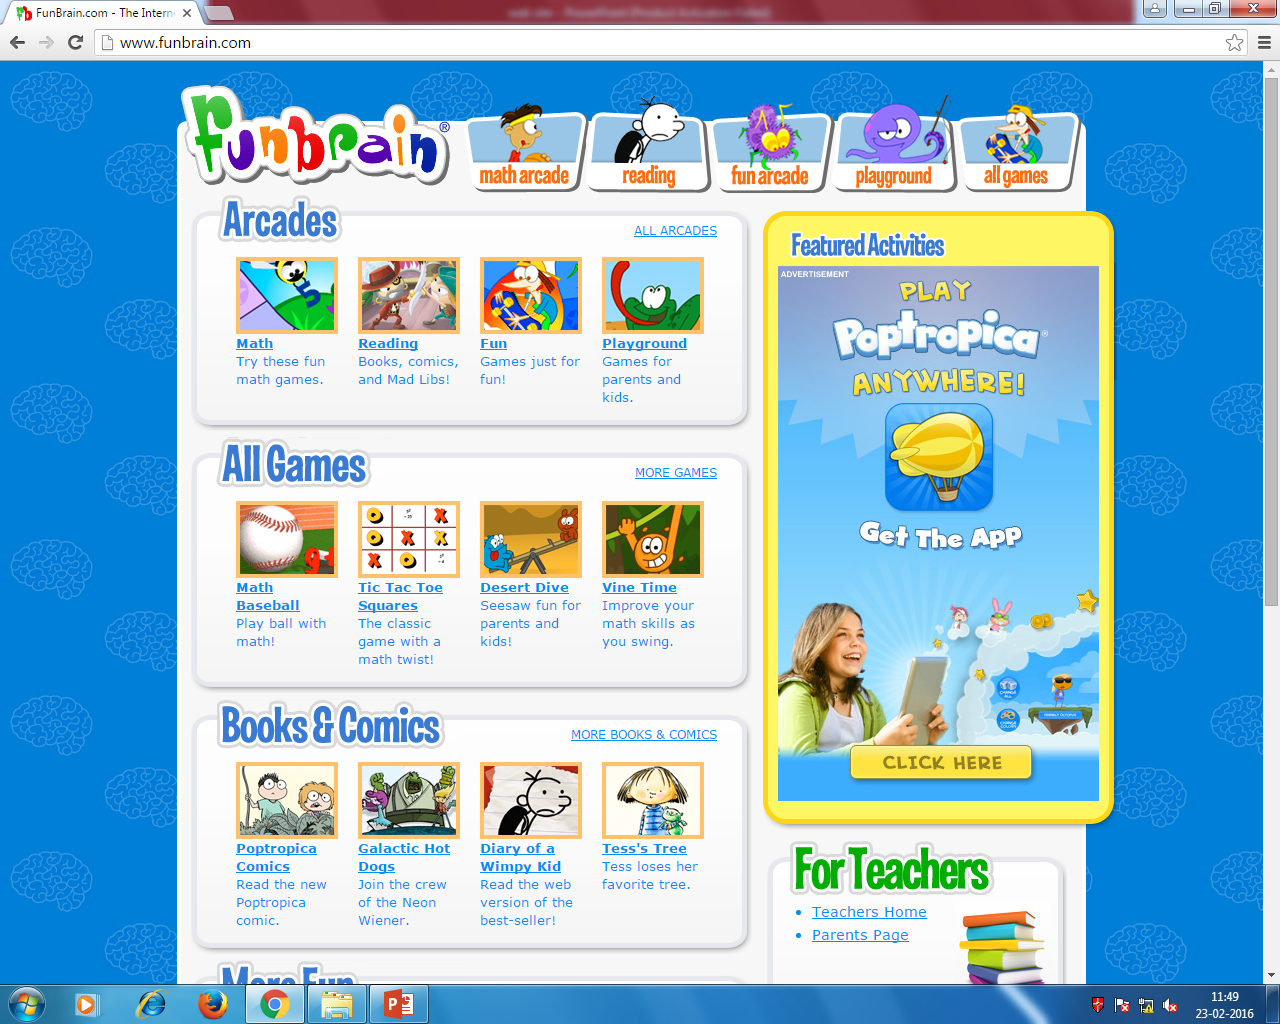 FunBrain.com - The Intern
www.funbrain.com
funbrain®
math arcade
reading
fun arcade
playground
all games
Arcades
ALL ARCADES
Math
Try these fun
math games.
Reading
Books, comics,
and Mad Libs!
Fun
Games just for
fun!
Playground
Games for
parents and
kids.
All Games
MORE GAMES
Math
Baseball
Play ball with
math!
Tic Tac Toe
Squares
The classic
game with a
math twist!
Desert Dive
Seesaw fun for
parents and
kids!
Vine Time
Improve your
math skills as
you swing.
Books & Comics
MORE BOOKS & COMICS
Poptropica
Comics
Read the new
Poptropica
comic.
Galactic Hot
Dogs
Join the crew
of the Neon
Wiener.
Diary of a
Wimpy Kid
Read the web
version of the
best-seller!
Tess's Tree
Tess loses her
favorite tree.
More Fun
Featured Activities
ADVERTISEMENT
PLAY
Poptropica®
ANYWHERE!
GET THE APP
CHANGE
ALL
CHANGE
COLORS
CLICK HERE
For Teachers
Teachers Home
Parents Page
11:49
23-02-2016